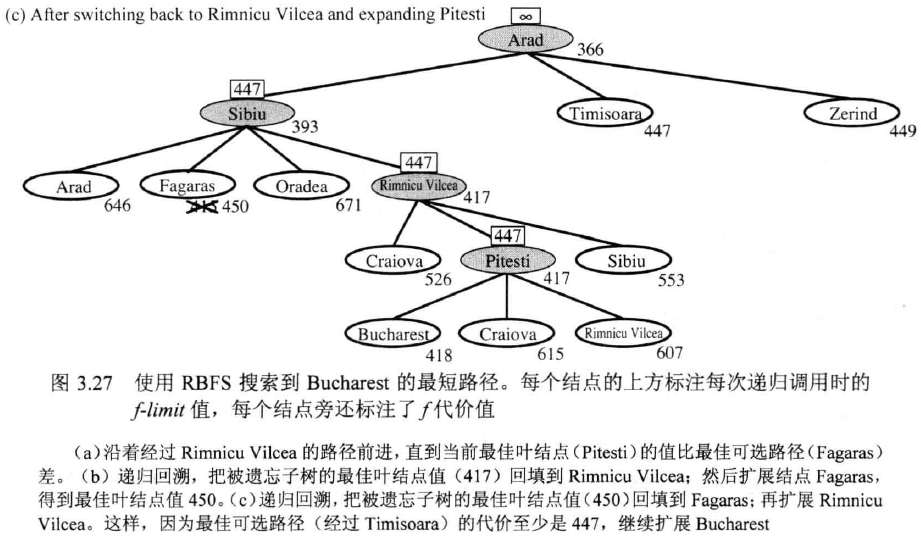 (c) After switching back to Rimnicu Vilcea and expanding Pitesti
∞
Arad
366
447
Sibiu
393
Timisoara
447
Zerind
449
447
Arad
646
Fagaras
415 450
Oradea
671
Rimnicu Vilcea
417
447
Craiova
526
Pitesti
417
Sibiu
553
Bucharest
418
Craiova
615
Rimnicu Vilcea
607
图 3.27 使用 RBFS 搜索到 Bucharest 的最短路径。每个结点的上方标注每次递归调用时的
f-limit 值，每个结点旁还标注了 f 代价值
(a)沿着经过 Rimnicu Vilcea 的路径前进，直到当前最佳叶结点(Pitesti)的值比最佳可选路径(Fagaras)
差。(b) 递归回溯，把被遗忘子树的最佳叶结点值 (417) 回填到 Rimnicu Vilcea；然后扩展结点 Fagaras，
得到最佳叶结点值 450。(c)递归回溯，把被遗忘子树的最佳叶结点值(450)回填到 Fagaras；再扩展 Rimnicu
Vilcea。这样，因为最佳可选路径（经过 Timisoara）的代价至少是 447，继续扩展 Bucharest